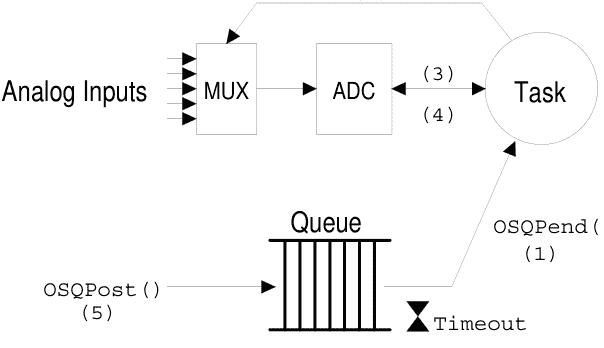 Analog Inputs
MUX
ADC
(3)
(4)
Task
Queue
OSQPend(
(1)
OSQPost()
(5)
Timeout